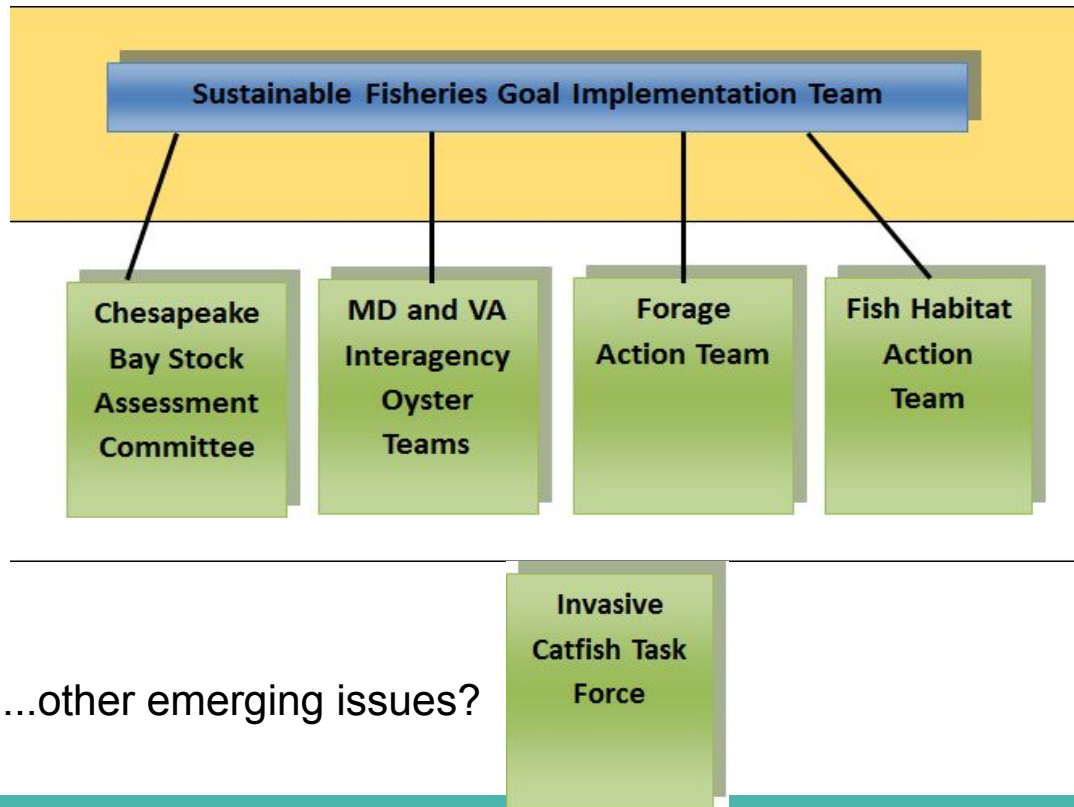 Sustainable Fisheries Goal Implementation Team
Chesapeake
Bay Stock
Assessment
Committee
MD and VA
Interagency
Oyster
Teams
Forage
Action Team
Fish Habitat
Action
Team
...other emerging issues?
Invasive
Catfish Task
Force